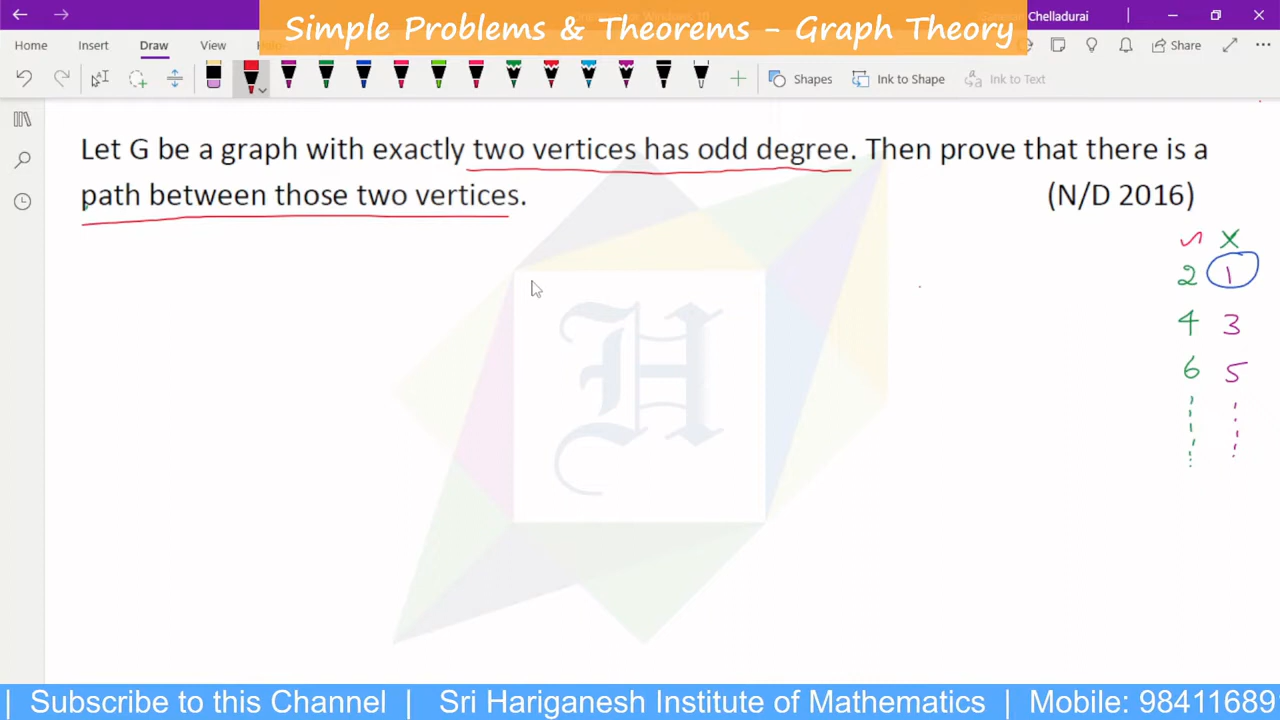 Simple Problems & Theorems - Graph Theory
Chelladurai
Home Insert Draw View
Share
Shapes Ink to Shape Ink to Text
Let G be a graph with exactly two vertices has odd degree. Then prove that there is a
path between those two vertices. (N/D 2016)
2 1
4 3
6 5
H
| Subscribe to this Channel | Sri Hariganesh Institute of Mathematics | Mobile: 98411689